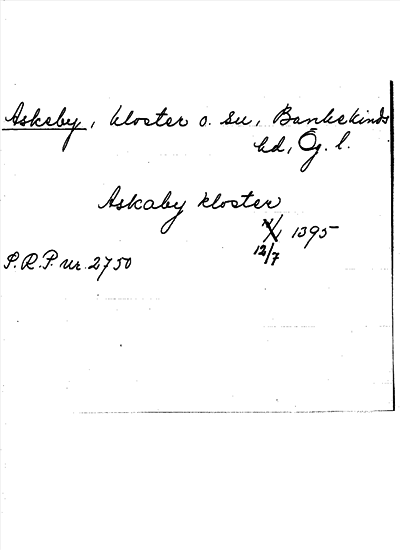 Askeby, kloster o. sn, Bankekinds
hd, Ög. l.
Askaby kloster
12/7 1395
P.R.P. nr. 2750